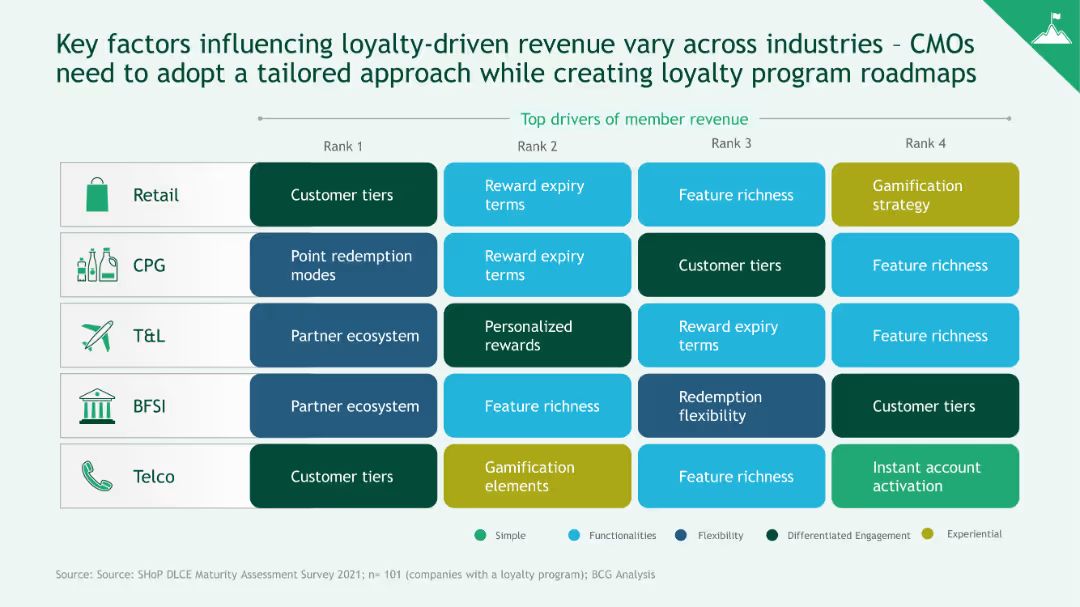 Key factors influencing loyalty-driven revenue vary across industries – CMOs
need to adopt a tailored approach while creating loyalty program roadmaps
Top drivers of member revenue
Rank 1
Rank 2
Rank 3
Rank 4
Retail
Customer tiers
Reward expiry
terms
Feature richness
Gamification
strategy
CPG
Point redemption
modes
Reward expiry
terms
Customer tiers
Feature richness
T&L
Partner ecosystem
Personalized
rewards
Reward expiry
terms
Feature richness
BFSI
Partner ecosystem
Feature richness
Redemption
flexibility
Customer tiers
Telco
Customer tiers
Gamification
elements
Feature richness
Instant account
activation
Simple
Functionalities
Flexibility
Differentiated Engagement
Experiential
Source: Source: SHoP DLCE Maturity Assessment Survey 2021; n= 101 (companies with a loyalty program); BCG Analysis